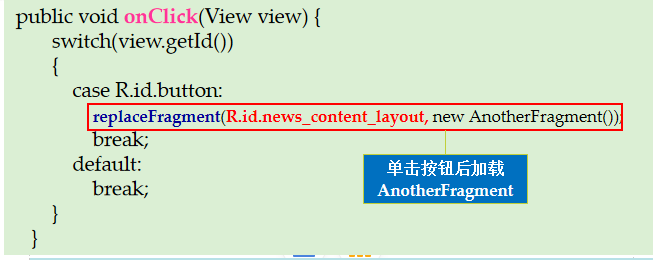 public void onClick(View view) {
switch(view.getId())
{
case R.id.button:
replaceFragment(R.id.news_content_layout, new AnotherFragment());
break;
default:
break;
}
}
单击按钮后加载
AnotherFragment